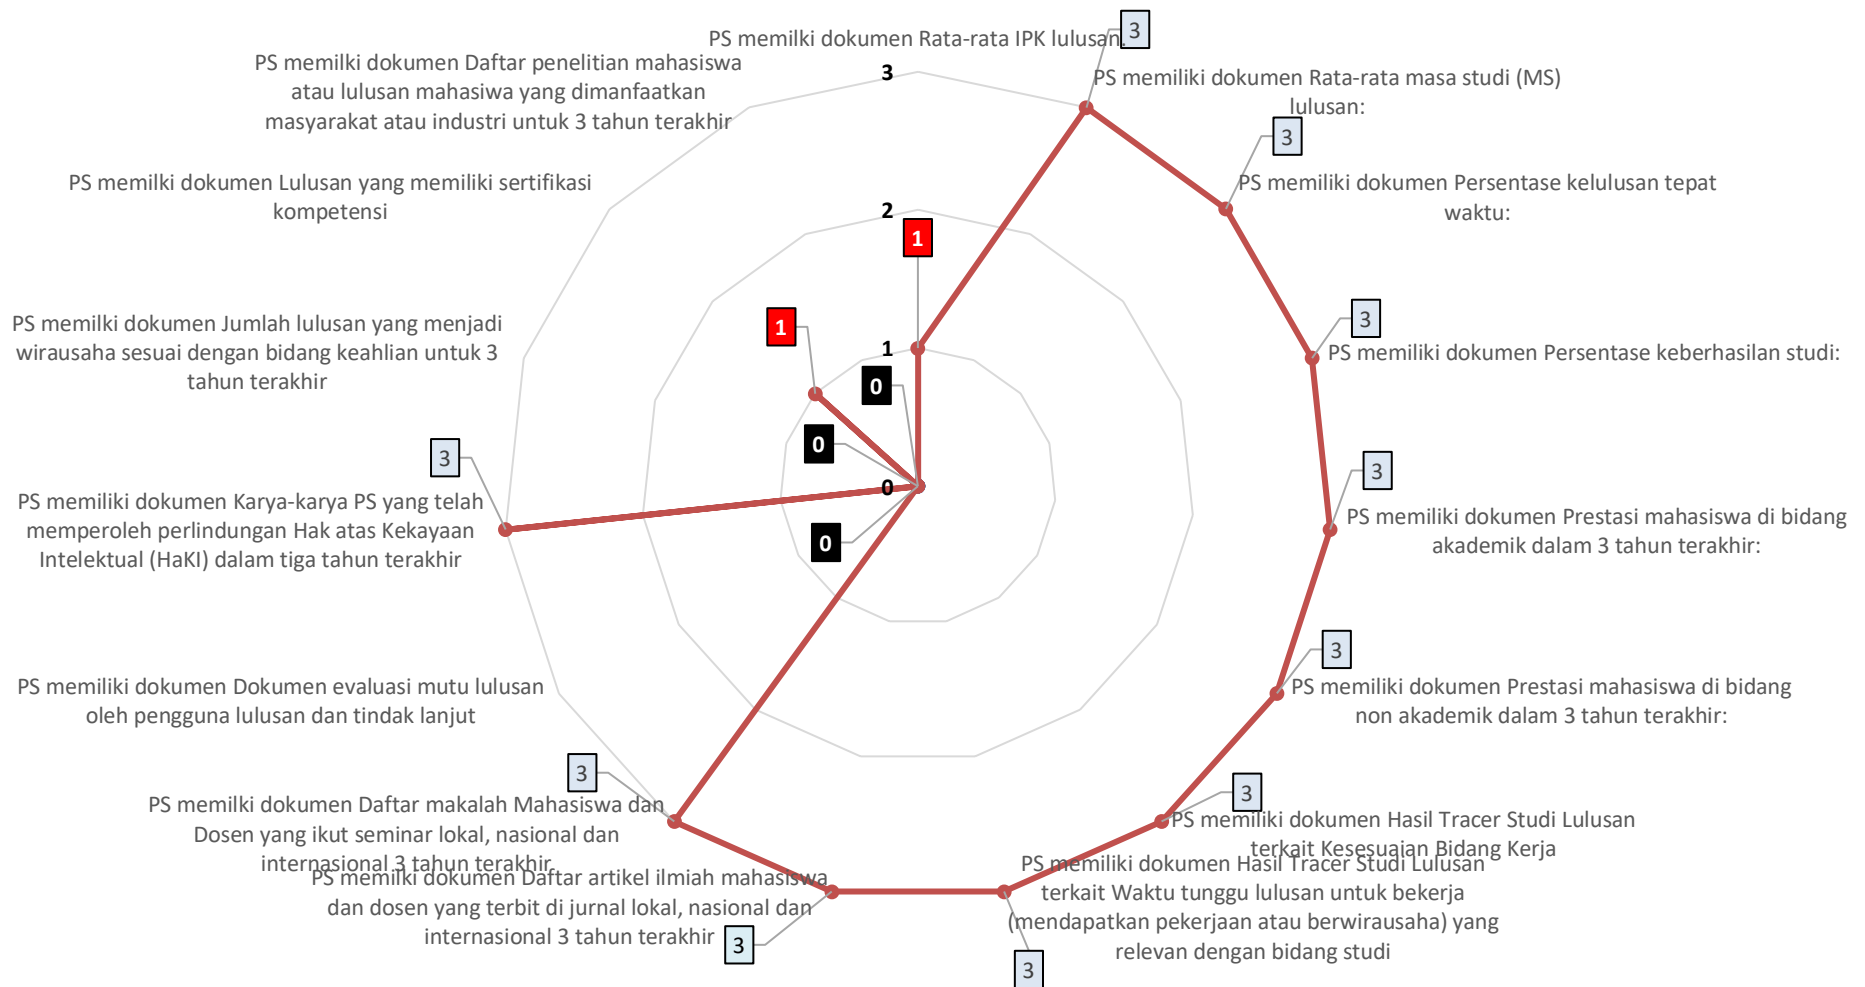 PS memilki dokumen Rata-rata IPK lulusan:
3
PS memiliki dokumen Rata-rata masa studi (MS)
lulusan:
3
PS memiliki dokumen Persentase kelulusan tepat
waktu:
3
PS memiliki dokumen Persentase keberhasilan studi:
3
PS memiliki dokumen Prestasi mahasiswa di bidang
akademik dalam 3 tahun terakhir:
3
PS memiliki dokumen Prestasi mahasiswa di bidang
non akademik dalam 3 tahun terakhir:
3
PS memiliki dokumen Hasil Tracer Studi Lulusan
terkait Kesesuaian Bidang Kerja
PS memiliki dokumen Hasil Tracer Studi Lulusan
terkait Waktu tunggu lulusan untuk bekerja
(mendapatkan pekerjaan atau berwirausaha) yang
relevan dengan bidang studi
3
PS memilki dokumen Daftar artikel ilmiah mahasiswa
dan dosen yang terbit di jurnal lokal, nasional dan
internasional 3 tahun terakhir
3
PS memilki dokumen Daftar makalah Mahasiswa dan
Dosen yang ikut seminar lokal, nasional dan
internasional 3 tahun terakhir
3
PS memiliki dokumen Dokumen evaluasi mutu lulusan
oleh pengguna lulusan dan tindak lanjut
0
PS memiliki dokumen Karya-karya PS yang telah
memperoleh perlindungan Hak atas Kekayaan
Intelektual (HaKI) dalam tiga tahun terakhir
3
PS memilki dokumen Jumlah lulusan yang menjadi
wirausaha sesuai dengan bidang keahlian untuk 3
tahun terakhir
0
PS memilki dokumen Lulusan yang memiliki sertifikasi
kompetensi
1
PS memilki dokumen Daftar penelitian mahasiswa
atau lulusan mahasiwa yang dimanfaatkan
masyarakat atau industri untuk 3 tahun terakhir
0
1
3
2
1
0